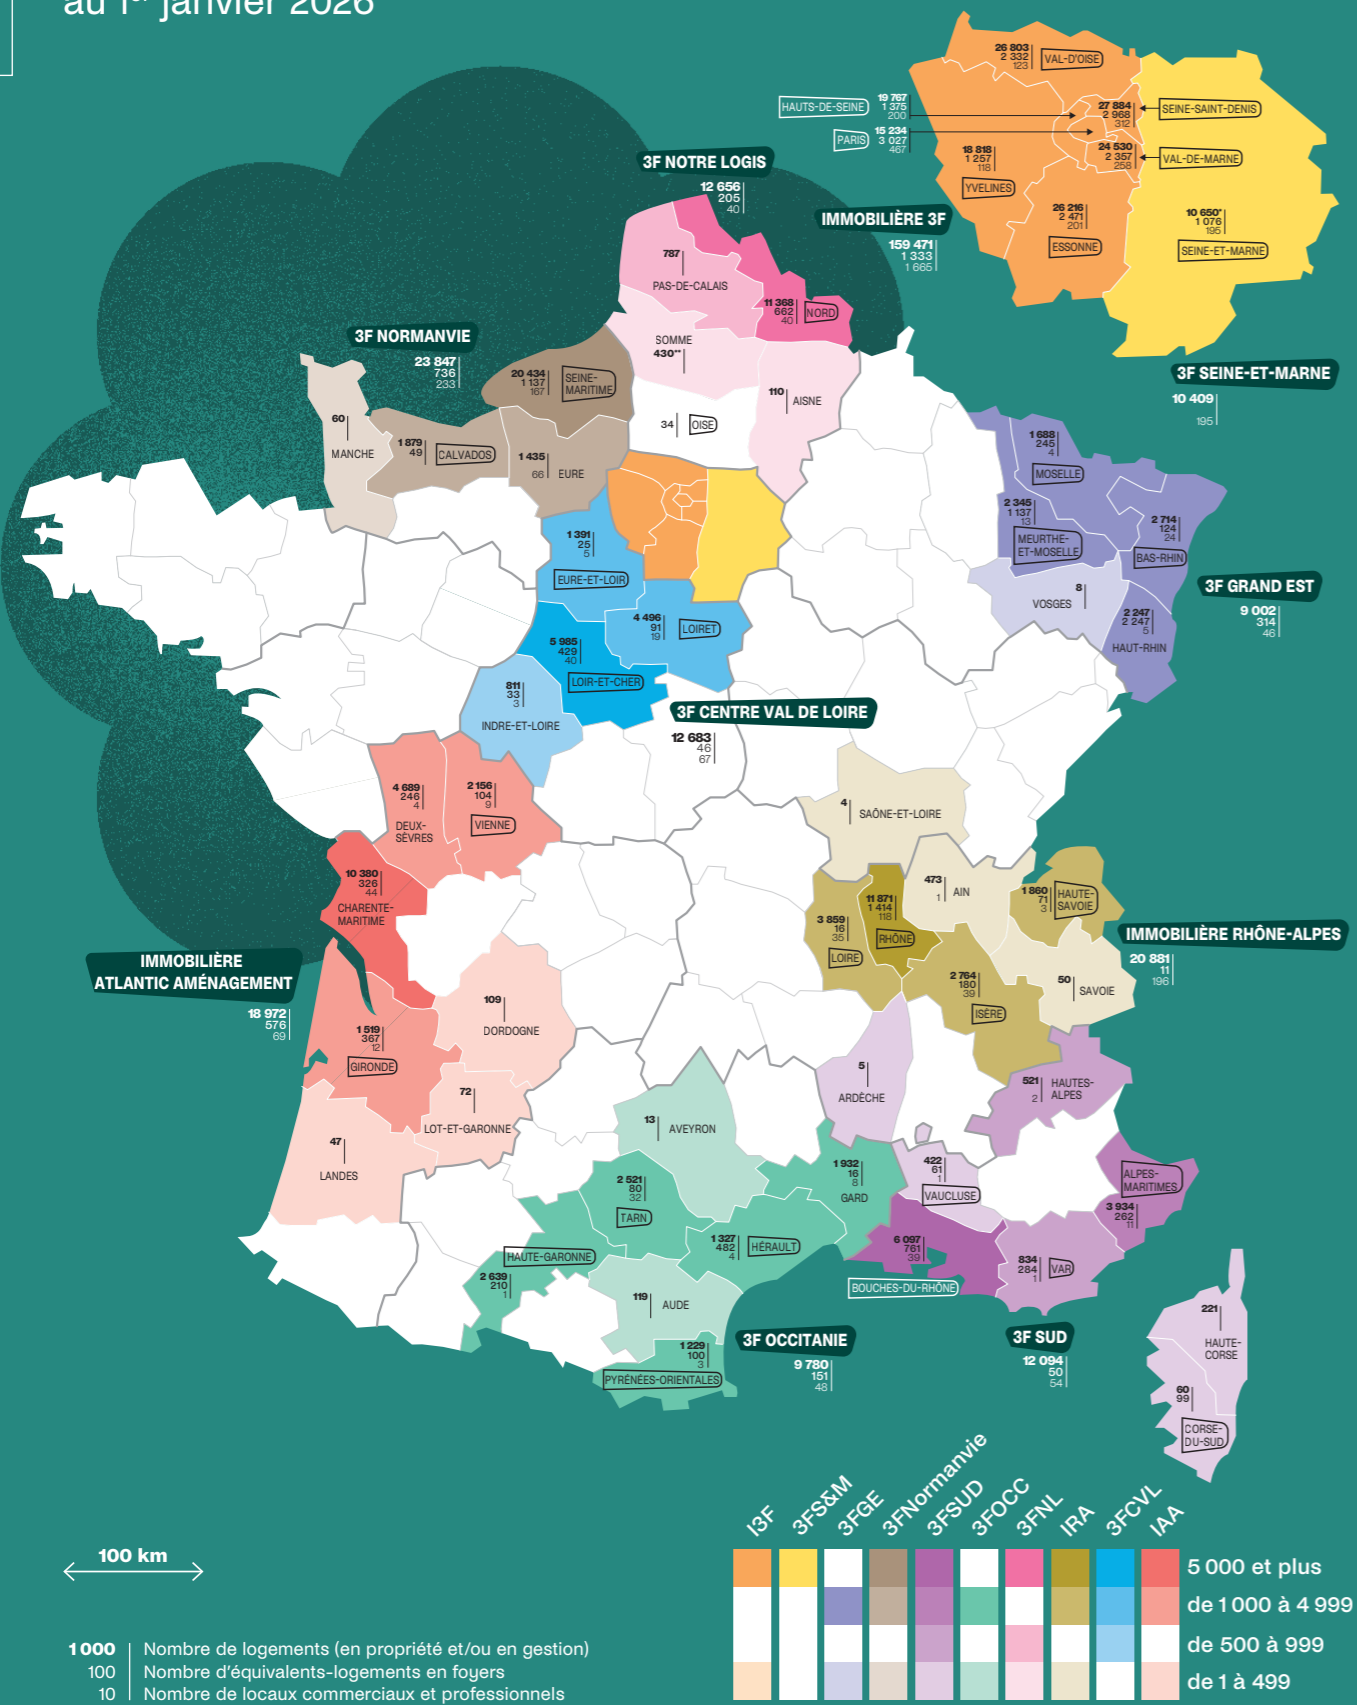 au 1er janvier 2026
26 803
2 332
123
VAL-D'OISE
HAUTS-DE-SEINE
19 767
1 375
200
27 884
2 968
312
SEINE-SAINT-DENIS
PARIS
15 234
3 027
467
24 530
2 357
258
VAL-DE-MARNE
18 818
1 257
118
YVELINES
26 216
2 471
201
ESSONNE
10 650*
1 076
195
SEINE-ET-MARNE
3F NOTRE LOGIS
12 656
205
40
IMMOBILIÈRE 3F
159 471
1 333
1 665
787
PAS-DE-CALAIS
11 368
662
40
NORD
3F NORMANVIE
23 847
736
233
SOMME
430**
3F SEINE-ET-MARNE
10 409
195
20 434
1 137
167
SEINE-
MARITIME
110
AISNE
34
OISE
60
MANCHE
1 879
49
CALVADOS
1 435
66
EURE
1 688
245
4
MOSELLE
2 345
1 137
13
MEURTHE-
ET-MOSELLE
2 714
124
24
BAS-RHIN
1 391
25
5
EURE-ET-LOIR
8
VOSGES
3F GRAND EST
9 002
314
46
2 247
2 247
5
HAUT-RHIN
4 496
91
19
LOIRET
5 985
429
40
LOIR-ET-CHER
811
33
3
INDRE-ET-LOIRE
3F CENTRE VAL DE LOIRE
12 683
46
67
4 689
246
4
DEUX-
SÈVRES
2 156
104
9
VIENNE
4
SAÔNE-ET-LOIRE
10 380
326
44
CHARENTE-
MARITIME
473
1
AIN
1 860
71
3
HAUTE-
SAVOIE
11 871
1 414
118
RHÔNE
3 859
16
35
LOIRE
IMMOBILIÈRE RHÔNE-ALPES
20 881
11
196
IMMOBILIÈRE
ATLANTIC AMÉNAGEMENT
18 972
576
69
2 764
180
39
ISÈRE
50
SAVOIE
109
DORDOGNE
1 519
367
12
GIRONDE
5
ARDÈCHE
521
2
HAUTES-
ALPES
72
LOT-ET-GARONNE
13
AVEYRON
47
LANDES
1 932
16
8
GARD
422
61
1
VAUCLUSE
ALPES-
MARITIMES
3 934
262
11
2 521
80
32
TARN
1 327
482
4
HÉRAULT
6 097
761
39
BOUCHES-DU-RHÔNE
HAUTE-GARONNE
2 639
210
1
834
284
1
VAR
119
AUDE
221
HAUTE-
CORSE
1 229
100
3
PYRÉNÉES-ORIENTALES
3F OCCITANIE
9 780
151
48
3F SUD
12 094
50
54
60
99
CORSE-
DU-SUD
I3F
3FS&M
3FGE
3FNormanvie
3FSUD
3FOCC
3FNL
IRA
3FCVL
IAA
5 000 et plus
de 1 000 à 4 999
de 500 à 999
de 1 à 499
100 km
1 000 Nombre de logements (en propriété et/ou en gestion)
100 Nombre d'équivalents-logements en foyers
10 Nombre de locaux commerciaux et professionnels